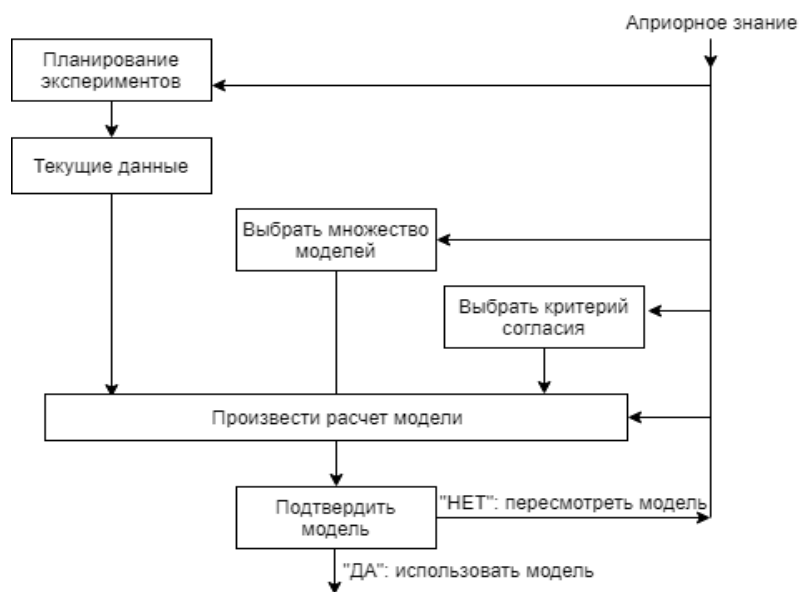 Априорное знание
Планирование
экспериментов
Текущие данные
Выбрать множество
моделей
Выбрать критерий
согласия
Произвести расчет модели
Подтвердить
модель
"НЕТ": пересмотреть модель
"ДА": использовать модель